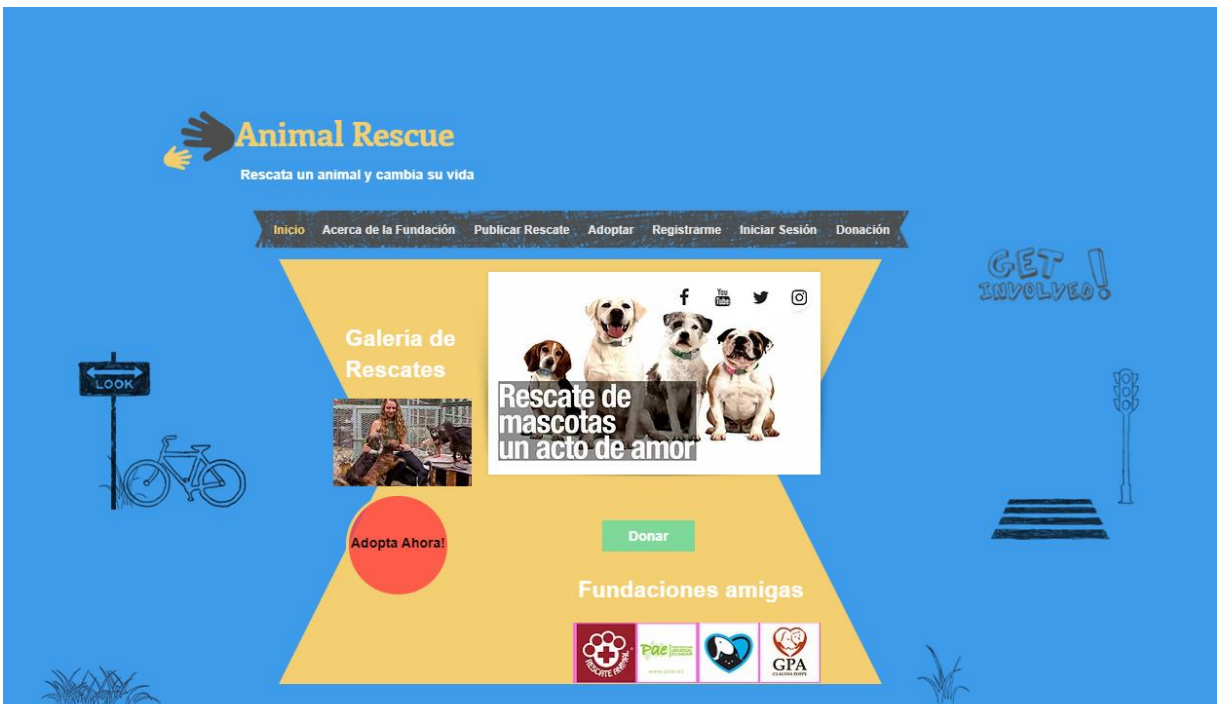 Animal Rescue
Rescata un animal y cambia su vida
Inicio Acerca de la Fundación Publicar Rescate Adoptar Registrarme Iniciar Sesión Donación
GET
INVOLVED!
LOOK
Galería de
Rescates
You
Tube
Rescate de
mascotas
un acto de amor
Adopta Ahora!
Donar
Fundaciones amigas
RESCATE ANIMAL
pae
GPA